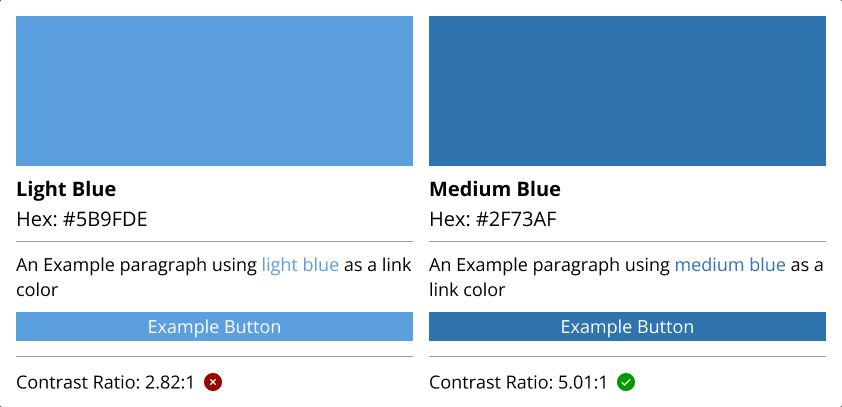 Light Blue
Hex: #5B9FDE
An Example paragraph using light blue as a link
color
Example Button
Contrast Ratio: 2.82:1
Medium Blue
Hex: #2F73AF
An Example paragraph using medium blue as a
link color
Example Button
Contrast Ratio: 5.01:1